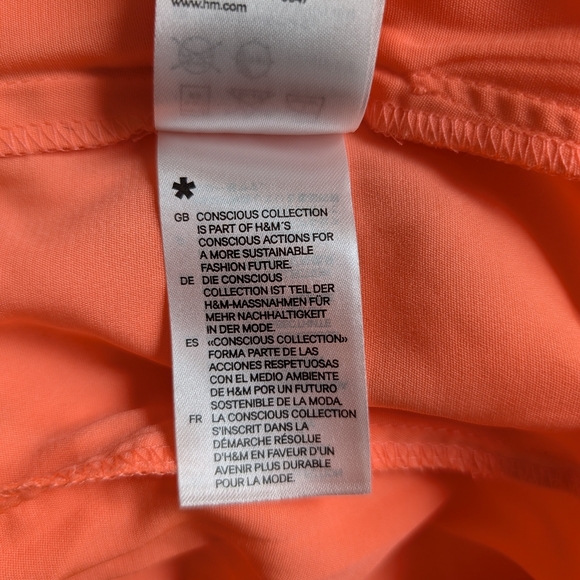 www.hm.com
*
GB CONSCIOUS COLLECTION
IS PART OF H&M´S
CONSCIOUS ACTIONS FOR
A MORE SUSTAINABLE
FASHION FUTURE.
DE DIE CONSCIOUS
COLLECTION IST TEIL DER
H&M-MASSNAHMEN FÜR
MEHR NACHHALTIGKEIT
IN DER MODE.
ES «CONSCIOUS COLLECTION»
FORMA PARTE DE LAS
ACCIONES RESPETUOSAS
CON EL MEDIO AMBIENTE
DE H&M POR UN FUTURO
SOSTENIBLE DE LA MODA.
FR LA CONSCIOUS COLLECTION
S'INSCRIT DANS LA
DÉMARCHE RÉSOLUE
D'H&M EN FAVEUR D'UN
AVENIR PLUS DURABLE
POUR LA MODE.